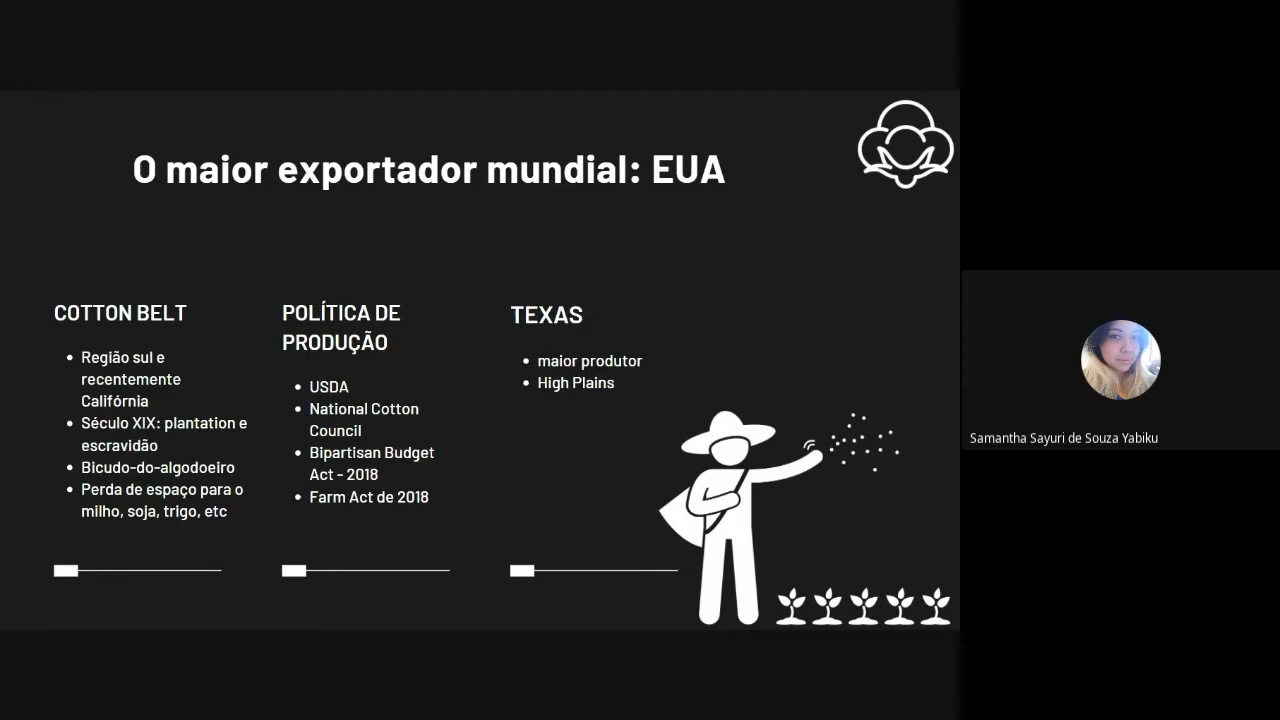 O maior exportador mundial: EUA
COTTON BELT
Região sul e
recentemente
Califórnia
Século XIX: plantation e
escravidão
Bicudo-do-algodoeiro
Perda de espaço para o
milho, soja, trigo, etc
POLÍTICA DE
PRODUÇÃO
USDA
National Cotton
Council
Bipartisan Budget
Act - 2018
Farm Act de 2018
TEXAS
maior produtor
High Plains
Samantha Sayuri de Souza Yabiku